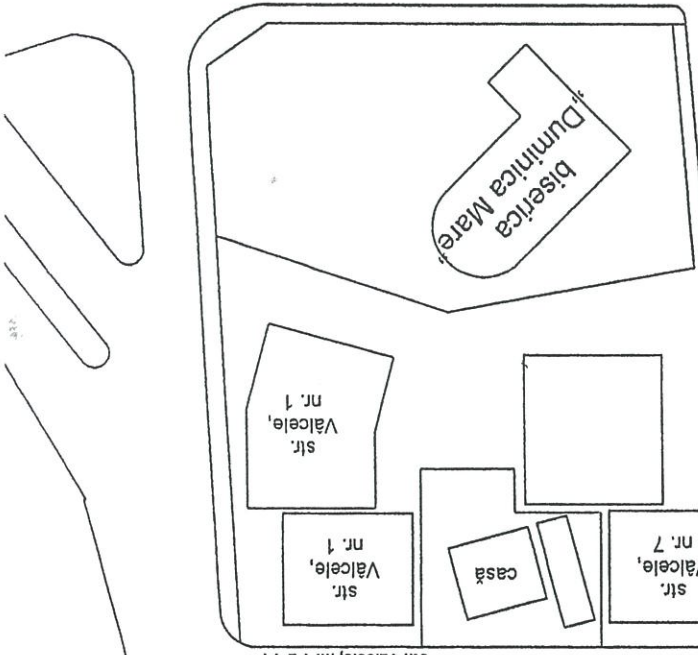 str.
Vâlcele,
nr. 7
casă
str.
Vâlcele,
nr. 1
str.
Vâlcele,
nr. 1
biserica
„Duminica Mare”